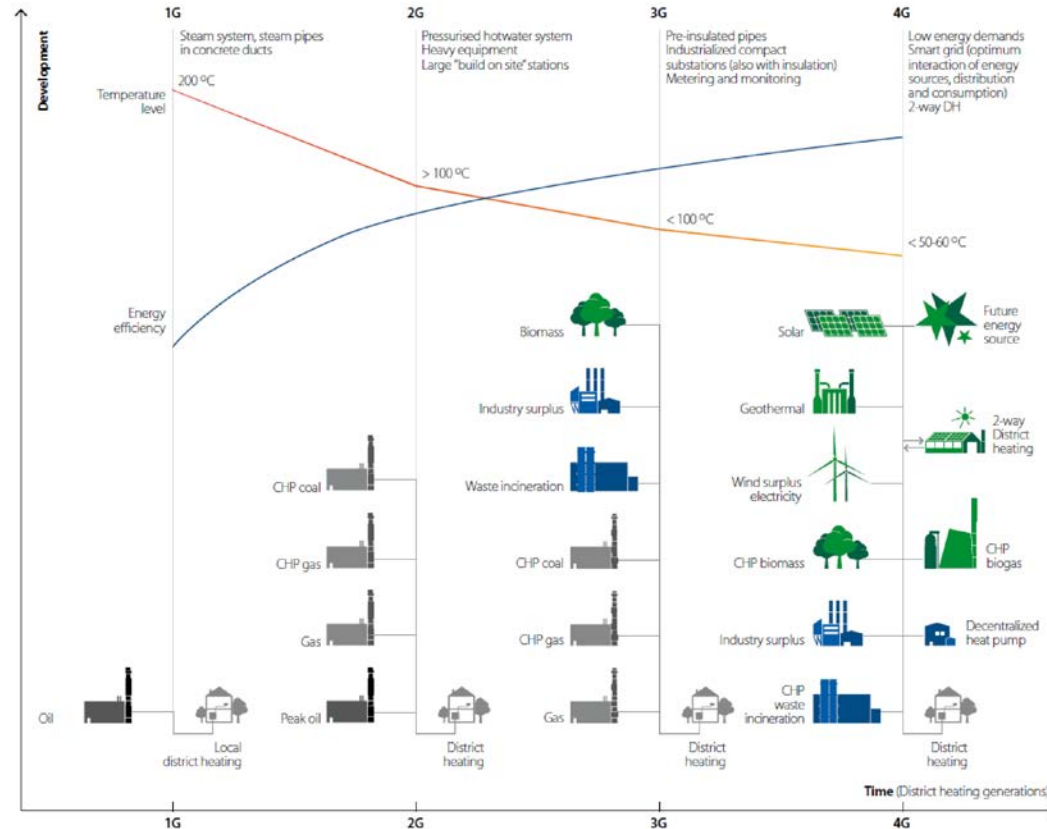 Development
1G
2G
3G
4G
Steam system, steam pipes
in concrete ducts
Pressurised hotwater system
Heavy equipment
Large "build on site" stations
Pre-insulated pipes
Industrialized compact
substations (also with insulation)
Metering and monitoring
Low energy demands
Smart grid (optimum
interaction of energy
sources, distribution
and consumption)
2-way DH
Temperature
level
200 ºC
> 100 ºC
< 100 ºC
< 50-60 ºC
Energy
efficiency
Biomass
Solar
Future
energy
source
Industry surplus
Geothermal
2-way
District
heating
CHP coal
Waste incineration
Wind surplus
electricity
CHP gas
CHP coal
CHP biomass
CHP
biogas
Gas
CHP gas
Industry surplus
Decentralized
heat pump
Oil
Peak oil
Gas
CHP
waste
incineration
Local
district heating
District
heating
District
heating
District
heating
Time (District heating generations)
1G
2G
3G
4G